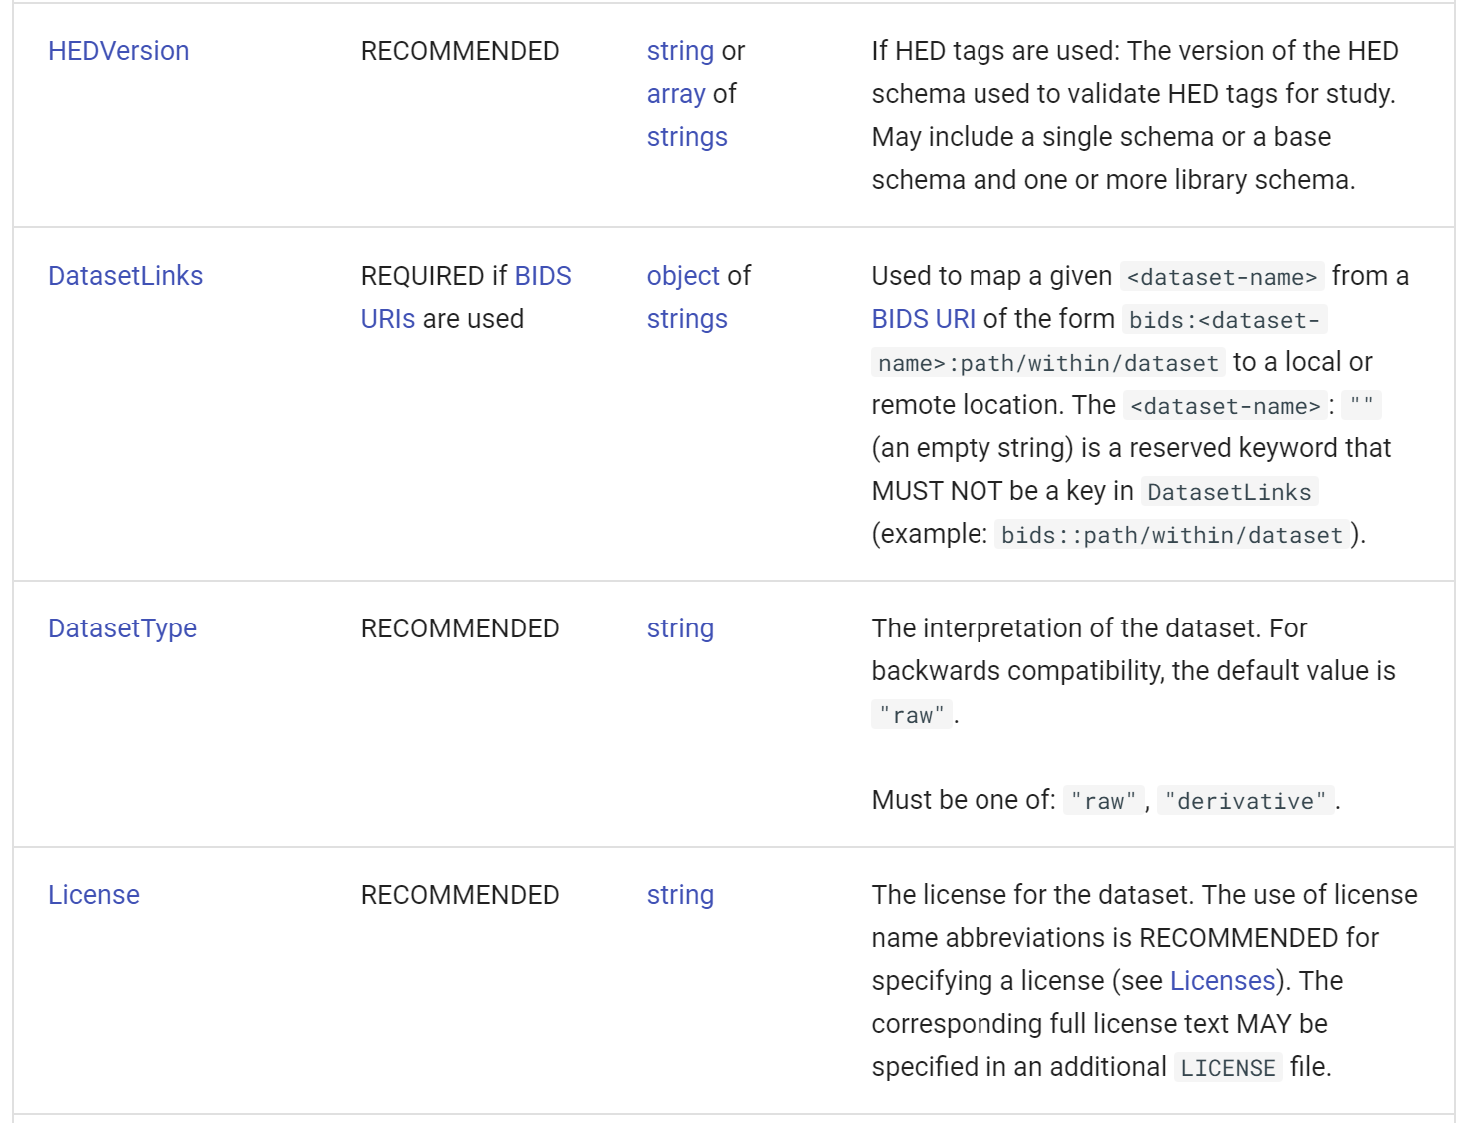 HEDVersion RECOMMENDED string or If HED tags are used: The version of the HED
array of schema used to validate HED tags for study.
strings May include a single schema or a base
schema and one or more library schema.
DatasetLinks REQUIRED if BIDS object of Used to map a given <dataset-name> from a
URIs are used strings BIDS URI of the form bids:<dataset-
name>:path/within/dataset to a local or
remote location. The <dataset-name>: ""
(an empty string) is a reserved keyword that
MUST NOT be a key in DatasetLinks
(example: bids::path/within/dataset).
DatasetType RECOMMENDED string The interpretation of the dataset. For
backwards compatibility, the default value is
"raw".
Must be one of: "raw", "derivative".
License RECOMMENDED string The license for the dataset. The use of license
name abbreviations is RECOMMENDED for
specifying a license (see Licenses). The
corresponding full license text MAY be
specified in an additional LICENSE file.